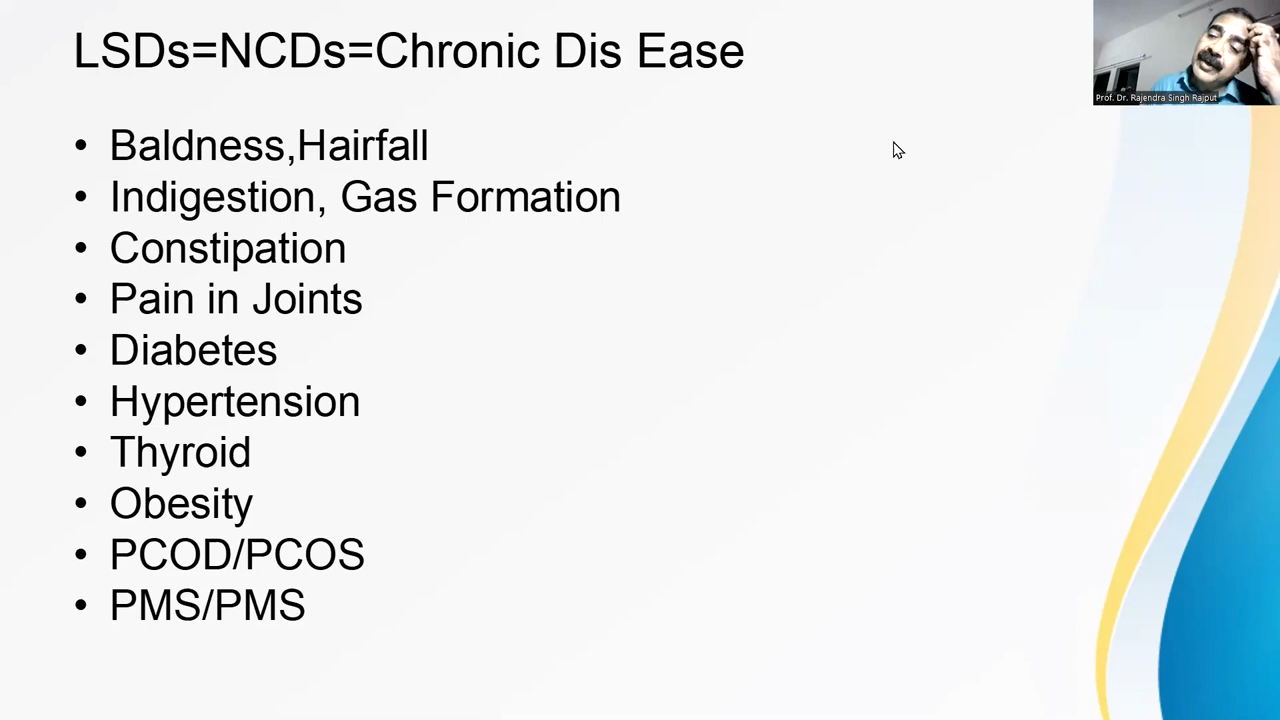 LSDs=NCDs=Chronic Dis Ease
Prof. Dr. Rajendra Singh Rajput
• Baldness,Hairfall
• Indigestion, Gas Formation
• Constipation
• Pain in Joints
• Diabetes
• Hypertension
• Thyroid
• Obesity
• PCOD/PCOS
• PMS/PMS